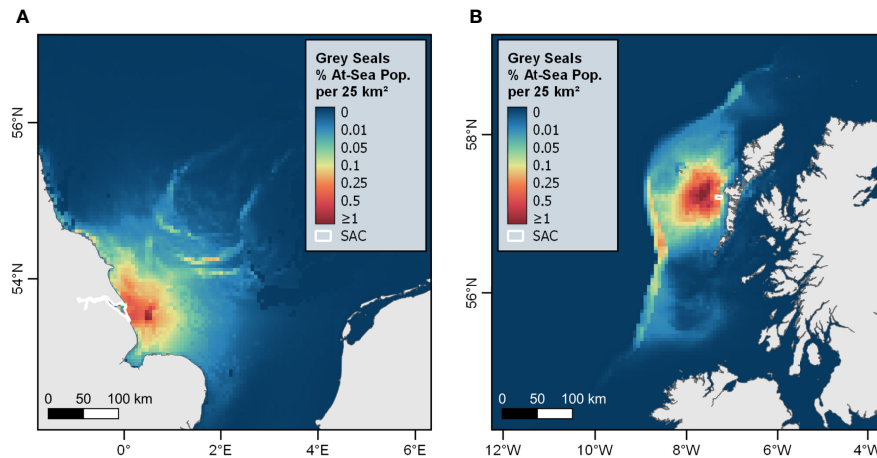 A
Grey Seals
% At-Sea Pop.
per 25 km²
0
0.01
0.05
0.1
0.25
0.5
≥1
SAC
56°N
54°N
0 50 100 km
0° 2°E 4°E 6°E
B
Grey Seals
% At-Sea Pop.
per 25 km²
0
0.01
0.05
0.1
0.25
0.5
≥1
SAC
58°N
56°N
0 50 100 km
12°W 10°W 8°W 6°W 4°W